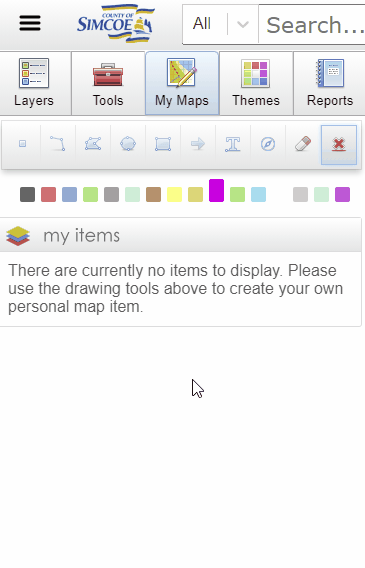 COUNTY OF
SIMCOE
All
Search...
Layers
Tools
My Maps
Themes
Reports
T
my items
There are currently no items to display. Please
use the drawing tools above to create your own
personal map item.